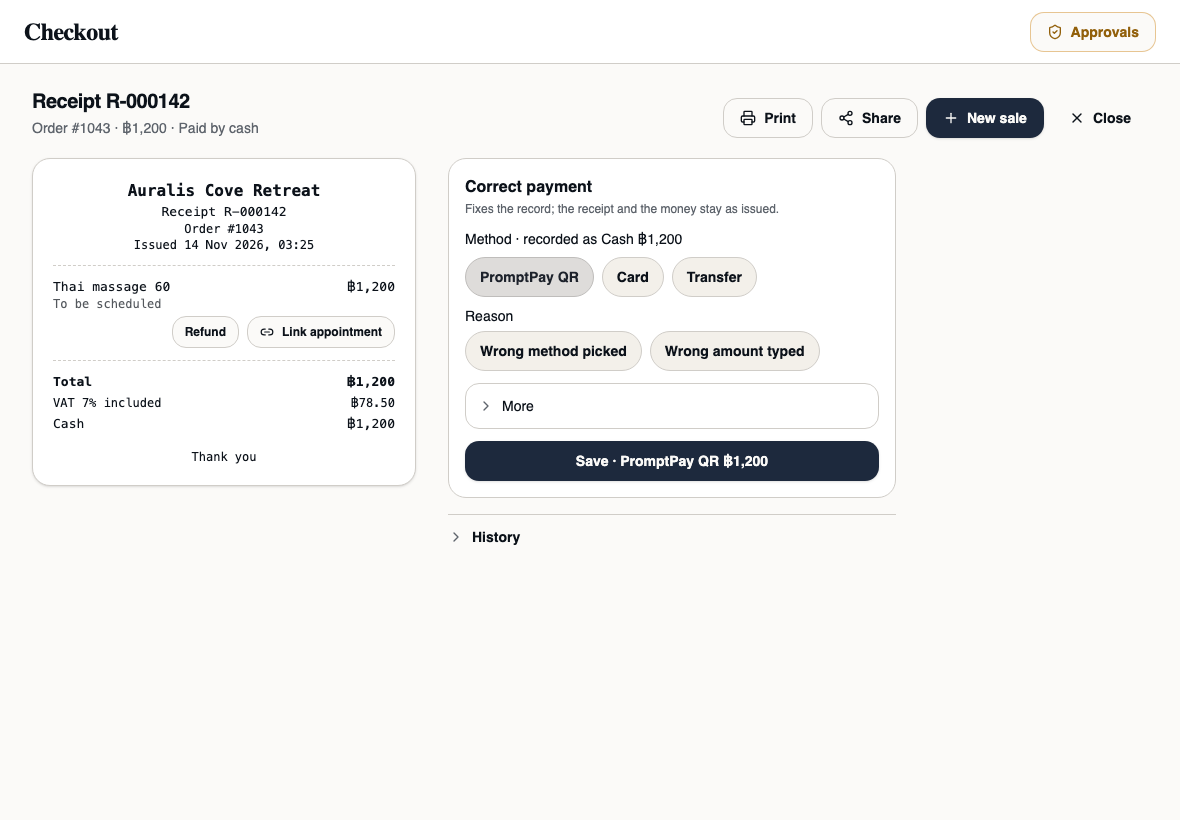 Checkout
Approvals
Receipt R-000142
Order #1043 · ฿1,200 · Paid by cash
Print
Share
New sale
Close
Auralis Cove Retreat
Receipt R-000142
Order #1043
Issued 14 Nov 2026, 03:25
Thai massage 60 ฿1,200
To be scheduled
Refund
Link appointment
Total ฿1,200
VAT 7% included ฿78.50
Cash ฿1,200
Thank you
Correct payment
Fixes the record; the receipt and the money stay as issued.
Method · recorded as Cash ฿1,200
PromptPay QR
Card
Transfer
Reason
Wrong method picked
Wrong amount typed
More
Save · PromptPay QR ฿1,200
History